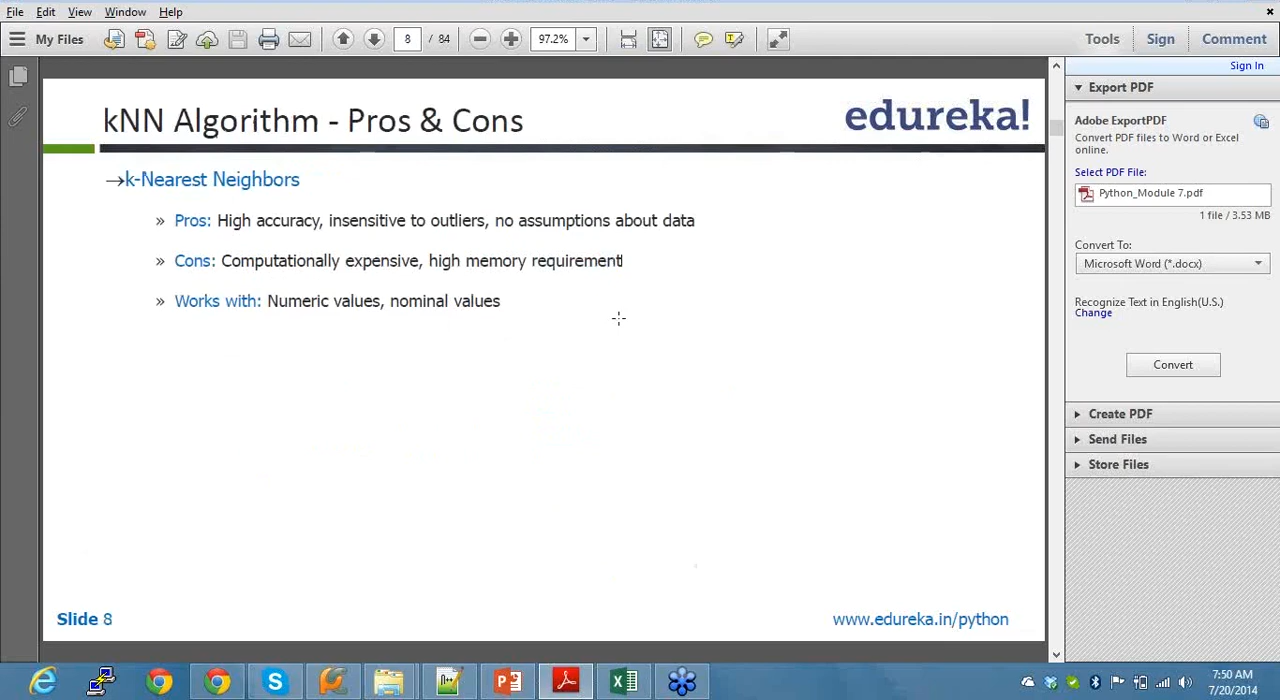 File Edit View Window Help
My Files 8 / 84 97.2% Tools Sign Comment
Sign In
Export PDF
Adobe ExportPDF
Convert PDF files to Word or Excel
online.
Select PDF File:
Python_Module 7.pdf
1 file / 3.53 MB
Convert To:
Microsoft Word (*.docx)
Recognize Text in English(U.S.)
Change
Convert
Create PDF
Send Files
Store Files
kNN Algorithm - Pros & Cons
edureka!
→k-Nearest Neighbors
» Pros: High accuracy, insensitive to outliers, no assumptions about data
» Cons: Computationally expensive, high memory requirement
» Works with: Numeric values, nominal values
Slide 8
www.edureka.in/python
7:50 AM
7/20/2014